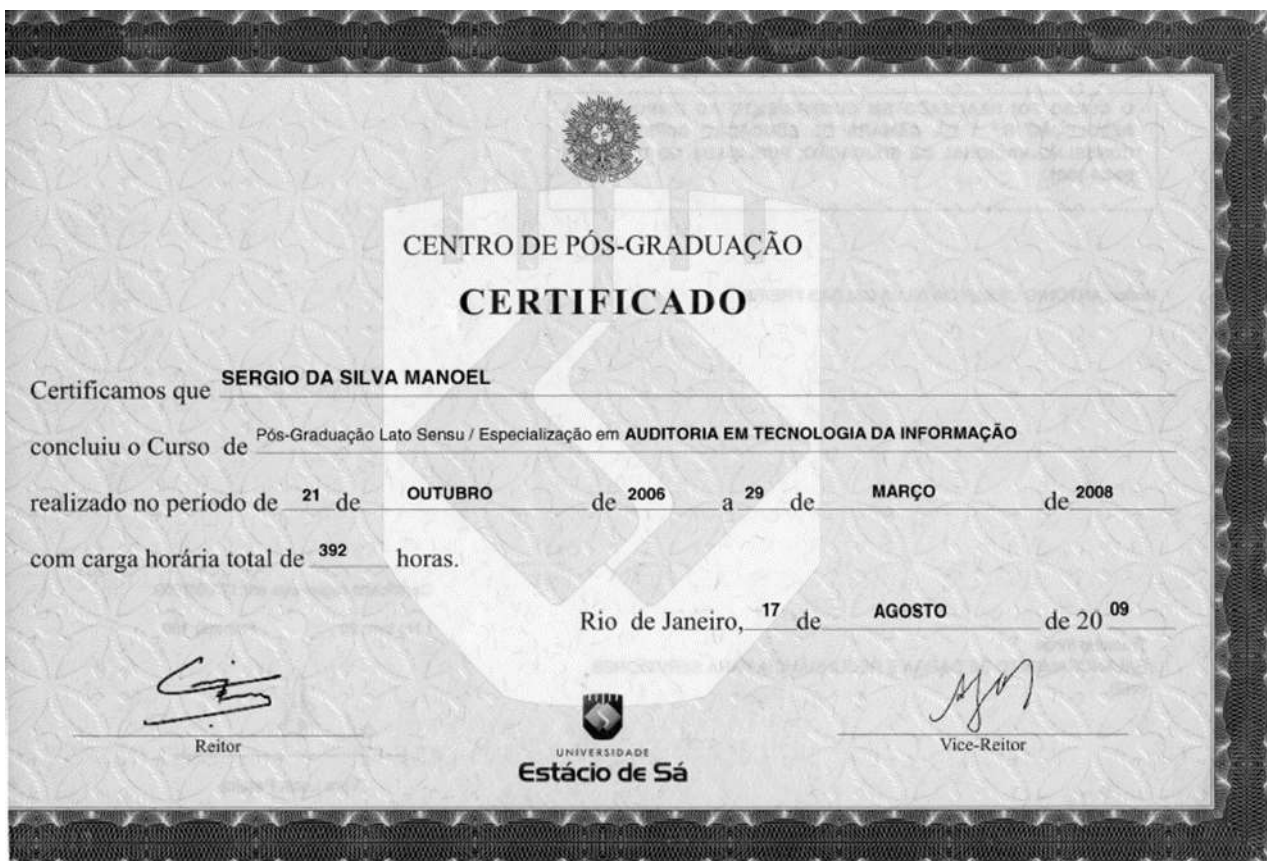 CENTRO DE PÓS-GRADUAÇÃO
CERTIFICADO
Certificamos que SERGIO DA SILVA MANOEL
concluiu o Curso de Pós-Graduação Lato Sensu / Especialização em AUDITORIA EM TECNOLOGIA DA INFORMAÇÃO
realizado no período de 21 de OUTUBRO de 2006 a 29 de MARÇO de 2008
com carga horária total de 392 horas.
Rio de Janeiro, 17 de AGOSTO de 20 09
Reitor
Vice-Reitor
UNIVERSIDADE
Estácio de Sá